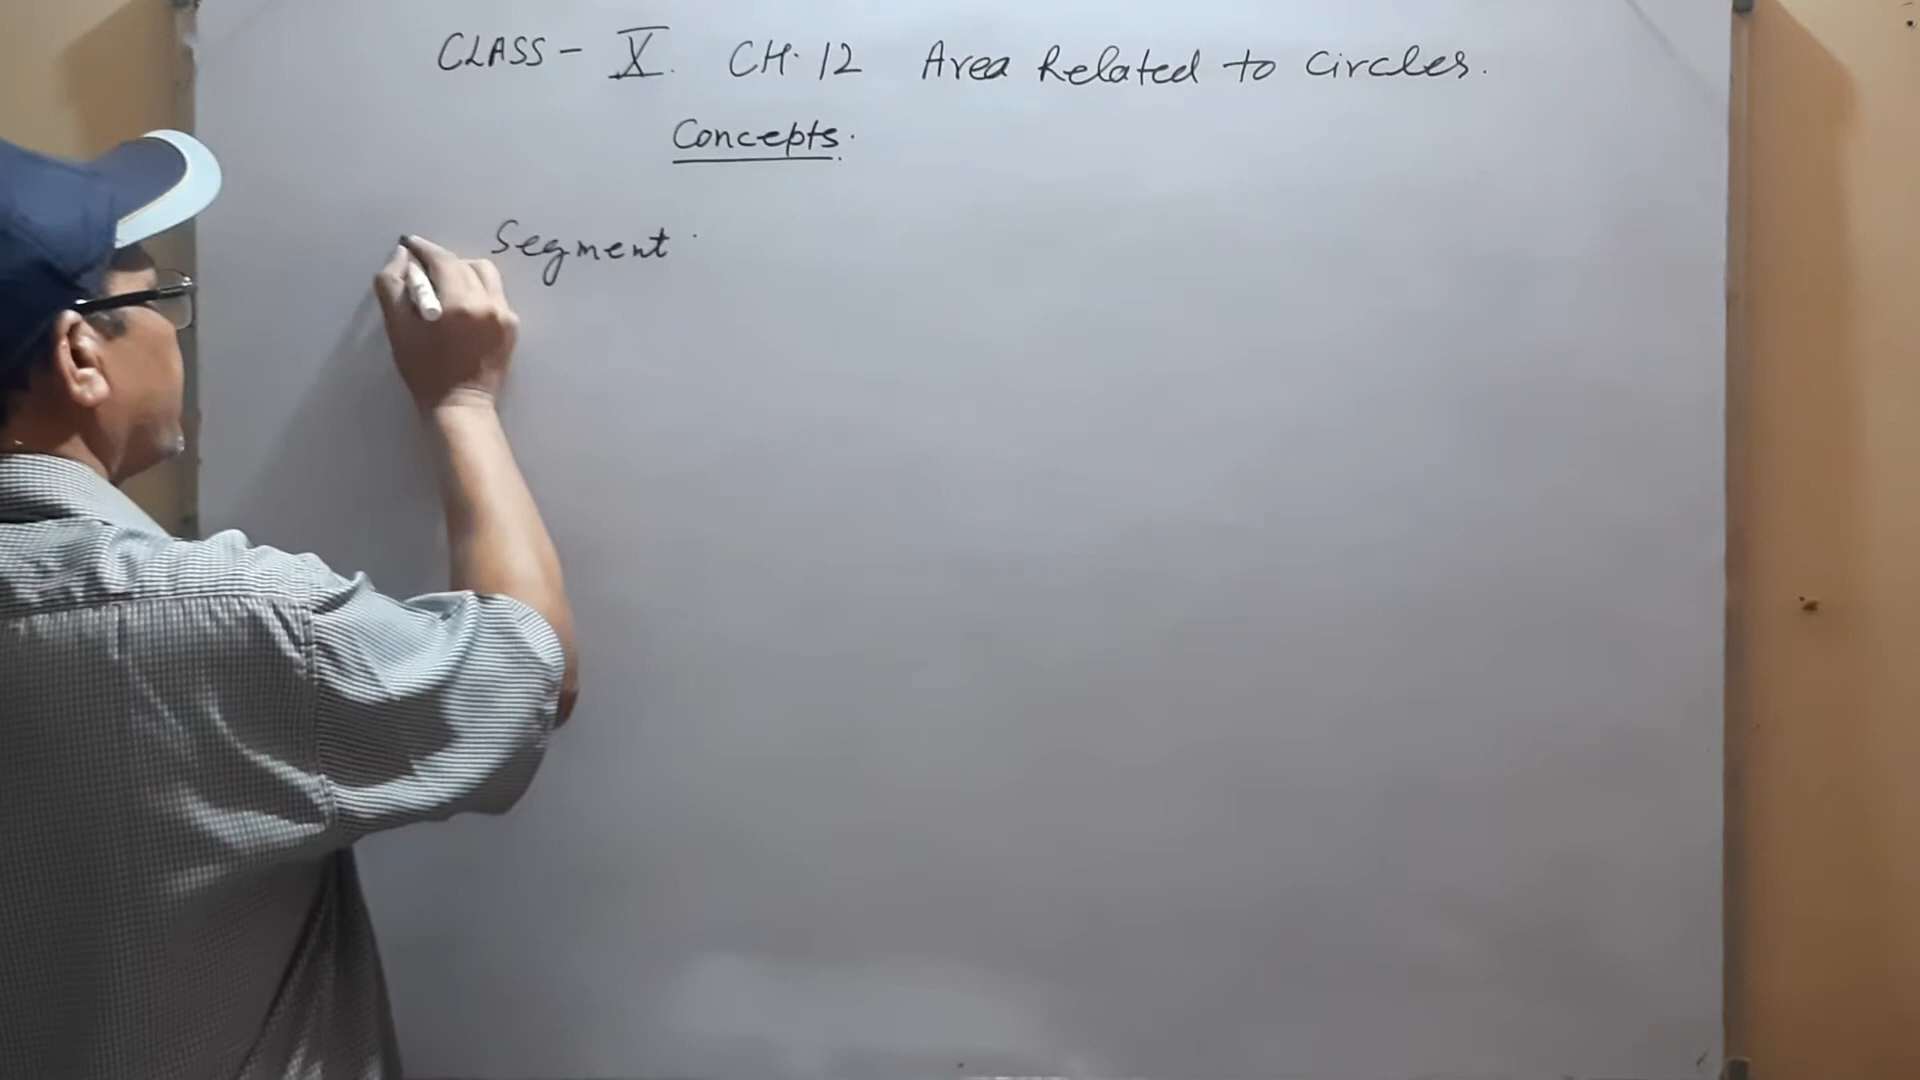 CLASS - X. CH. 12 Area Related to Circles.
Concepts.
Segment